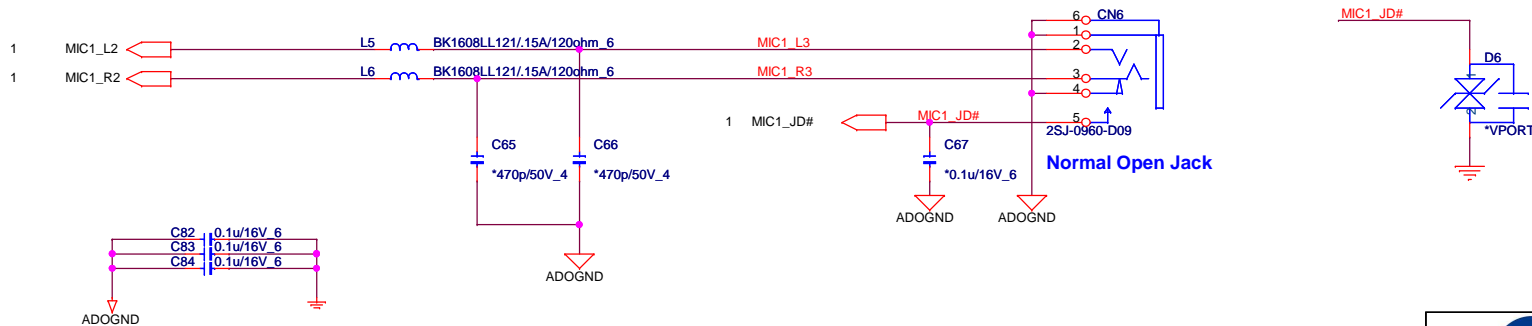 MIC1_JD#
6 CN6
1
1 MIC1_L2 L5 BK1608LL121/.15A/120ohm_6 MIC1_L3 2
1 MIC1_R2 L6 BK1608LL121/.15A/120ohm_6 MIC1_R3 3
4
D6
1
2
*VPORT
1 MIC1_JD# MIC1_JD# 5
2SJ-0960-D09
Normal Open Jack
C65
*470p/50V_4
C66
*470p/50V_4
C67
*0.1u/16V_6
ADOGND
ADOGND
C82 0.1u/16V_6
C83 0.1u/16V_6
C84 0.1u/16V_6
ADOGND
ADOGND